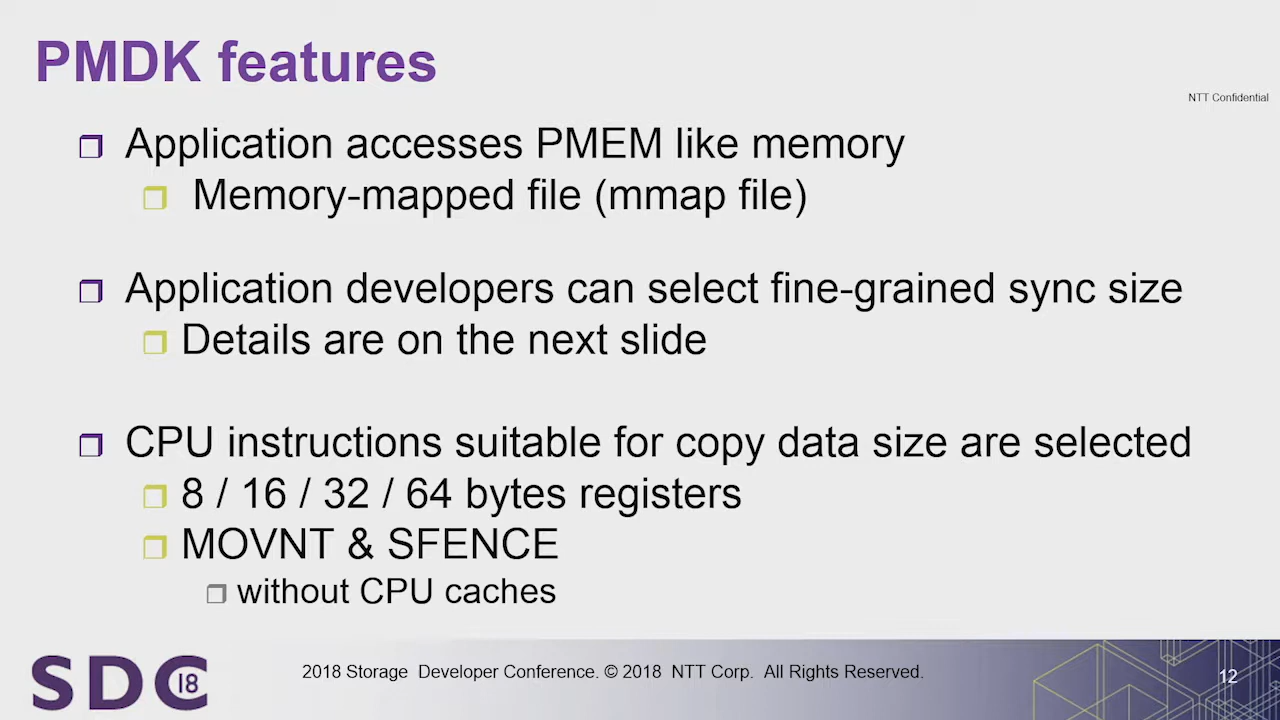 PMDK features
NTT Confidential
Application accesses PMEM like memory
Memory-mapped file (mmap file)
Application developers can select fine-grained sync size
Details are on the next slide
CPU instructions suitable for copy data size are selected
8 / 16 / 32 / 64 bytes registers
MOVNT & SFENCE
without CPU caches
SDC 18
2018 Storage Developer Conference. © 2018 NTT Corp. All Rights Reserved.
12